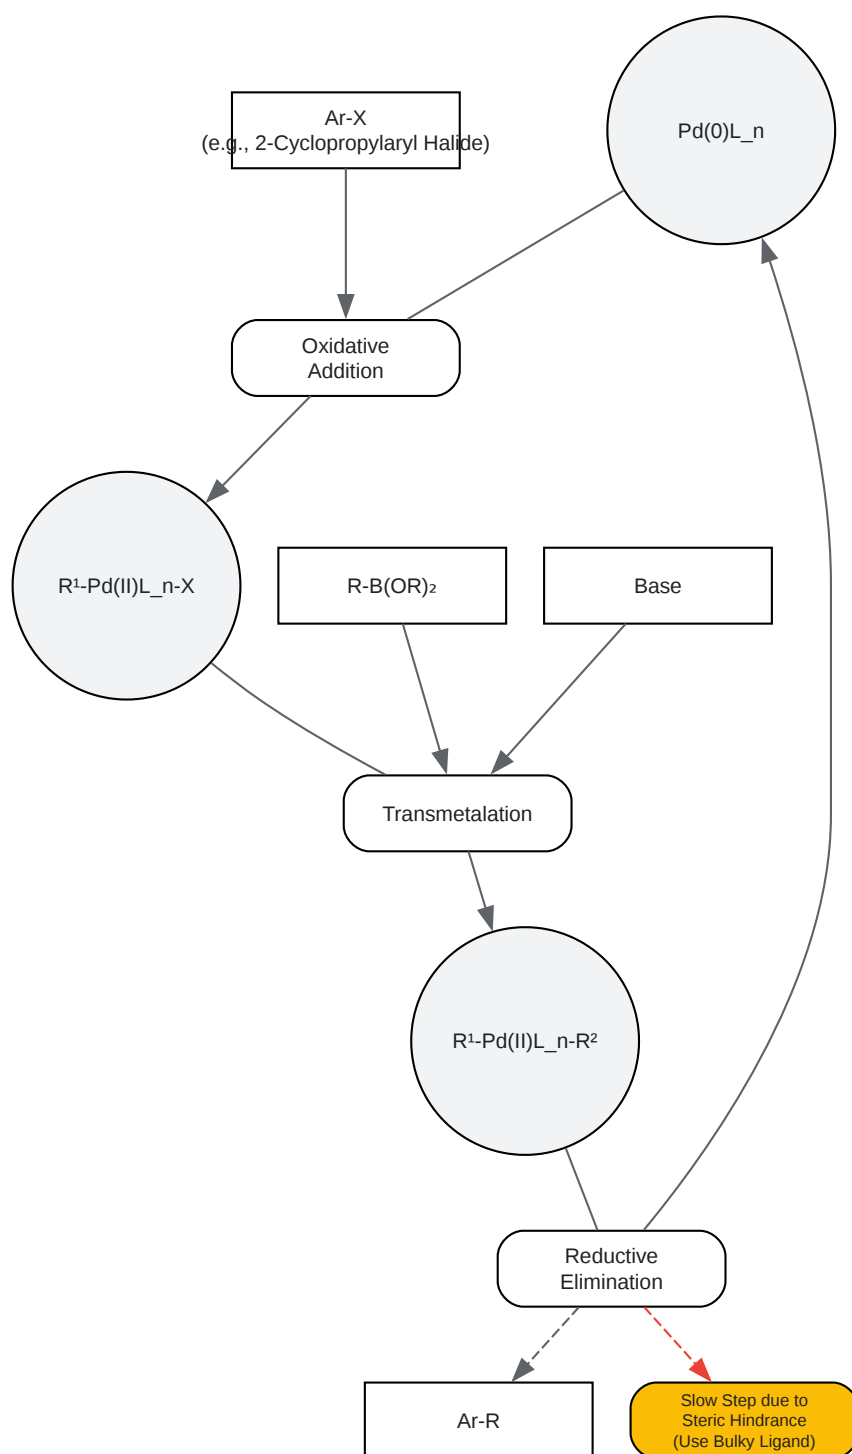 Pd(0)L_n
Ar-X
(e.g., 2-Cyclopropylaryl Halide)
Oxidative
Addition
R¹-Pd(II)L_n-X
R-B(OR)₂
Base
Transmetalation
R¹-Pd(II)L_n-R²
Reductive
Elimination
Ar-R
Slow Step due to
Steric Hindrance
(Use Bulky Ligand)